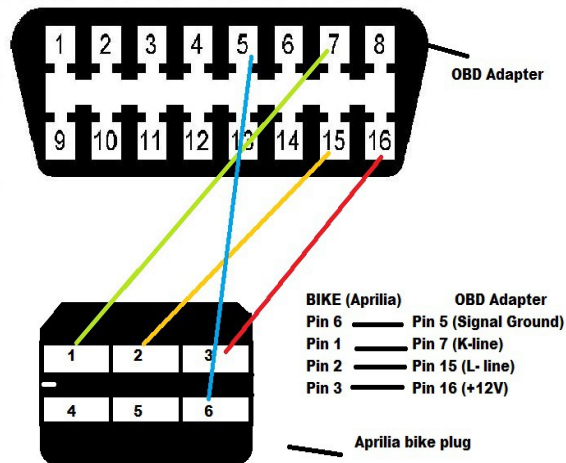 1 2 3 4 5 6 7 8
OBD Adapter
9 10 11 12 13 14 15 16
BIKE (Aprilia) OBD Adapter
Pin 6 Pin 5 (Signal Ground)
Pin 1 Pin 7 (K-line)
Pin 2 Pin 15 (L- line)
Pin 3 Pin 16 (+12V)
1 2 3
4 5 6
Aprilia bike plug